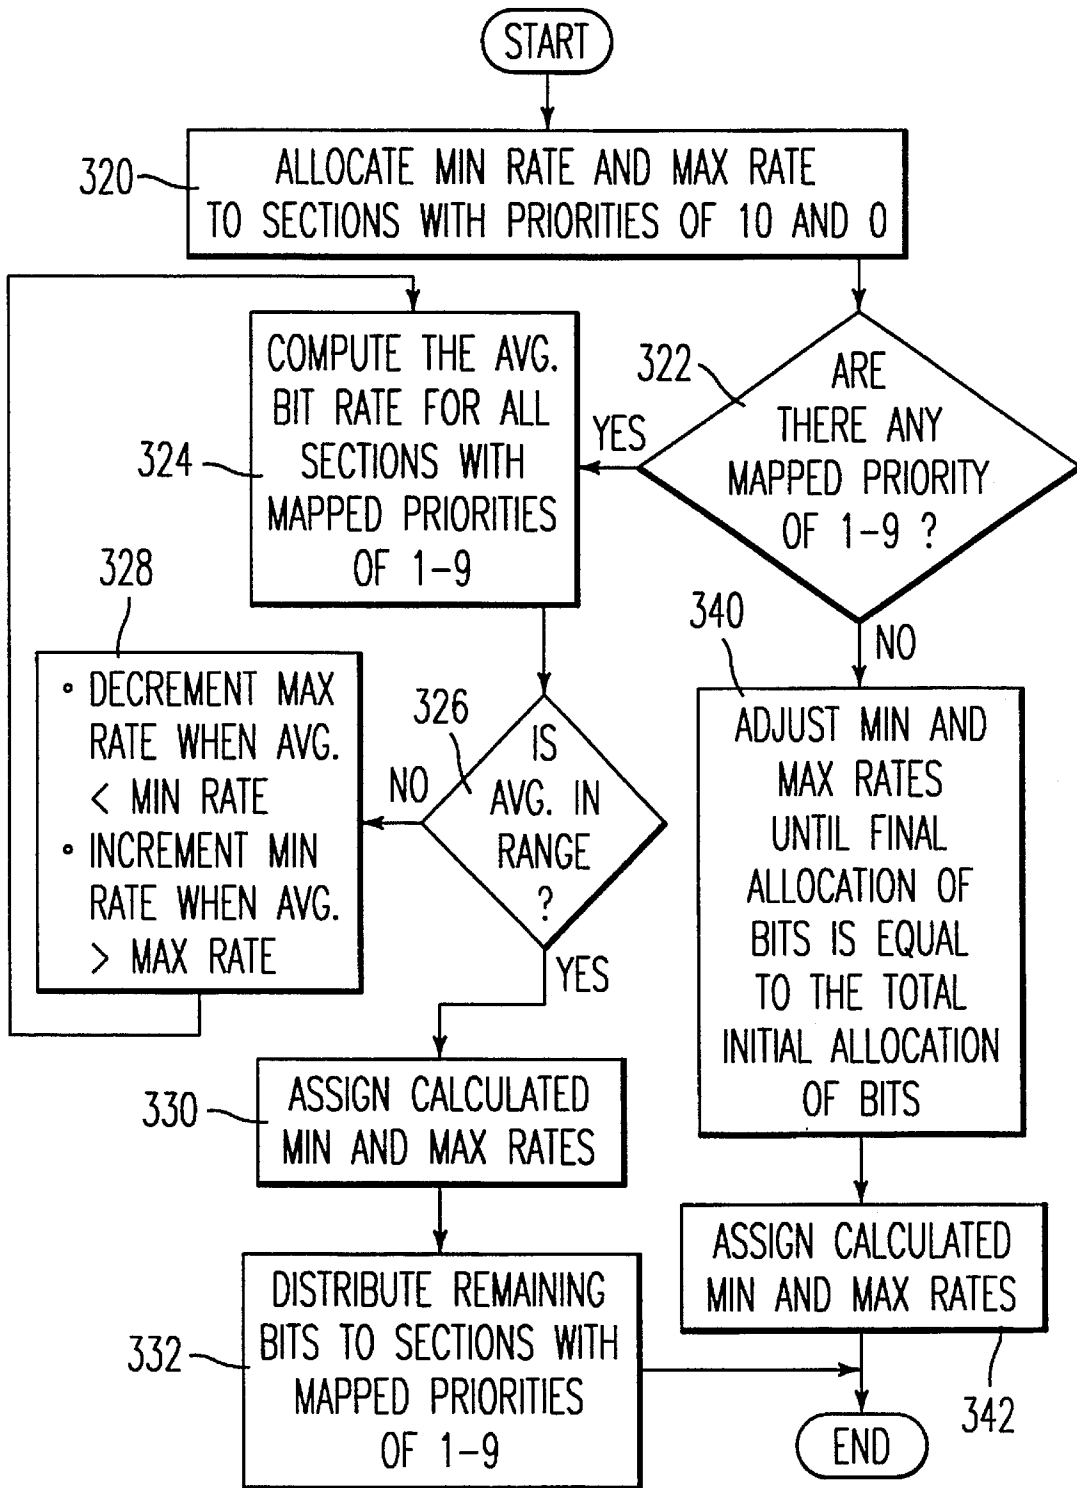 START
320
ALLOCATE MIN RATE AND MAX RATE
TO SECTIONS WITH PRIORITIES OF 10 AND 0
322
ARE
THERE ANY
MAPPED PRIORITY
OF 1-9 ?
YES
NO
324
COMPUTE THE AVG.
BIT RATE FOR ALL
SECTIONS WITH
MAPPED PRIORITIES
OF 1-9
326
IS
AVG. IN
RANGE
?
NO
YES
328
• DECREMENT MAX
RATE WHEN AVG.
< MIN RATE
• INCREMENT MIN
RATE WHEN AVG.
> MAX RATE
330
ASSIGN CALCULATED
MIN AND MAX RATES
332
DISTRIBUTE REMAINING
BITS TO SECTIONS WITH
MAPPED PRIORITIES
OF 1-9
340
ADJUST MIN AND
MAX RATES
UNTIL FINAL
ALLOCATION OF
BITS IS EQUAL
TO THE TOTAL
INITIAL ALLOCATION
OF BITS
ASSIGN CALCULATED
MIN AND MAX RATES
342
END